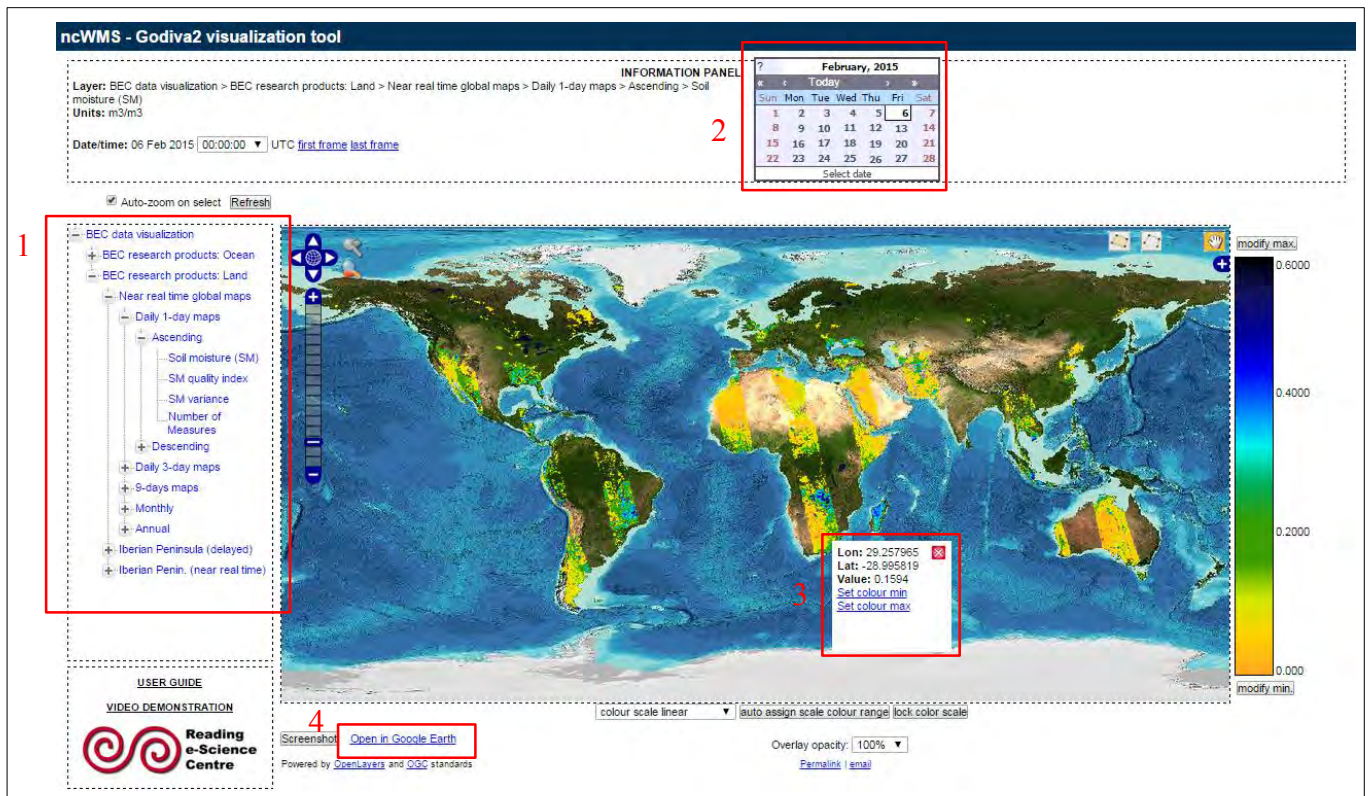 ncWMS - Godiva2 visualization tool
INFORMATION PANEL
Layer: BEC data visualization > BEC research products: Land > Near real time global maps > Daily 1-day maps > Ascending > Soil
moisture (SM)
Units: m3/m3
Date/time: 06 Feb 2015 00:00:00 ▼ UTC first frame last frame
2
? February, 2015
« ‹ Today › »
Sun Mon Tue Wed Thu Fri Sat
1 2 3 4 5 6 7
8 9 10 11 12 13 14
15 16 17 18 19 20 21
22 23 24 25 26 27 28
Select date
Auto-zoom on select Refresh
1
BEC data visualization
BEC research products: Ocean
BEC research products: Land
Near real time global maps
Daily 1-day maps
Ascending
Soil moisture (SM)
SM quality index
SM variance
Number of
Measures
Descending
Daily 3-day maps
9-days maps
Monthly
Annual
Iberian Peninsula (delayed)
Iberian Penin. (near real time)
modify max.
0.6000
0.4000
0.2000
0.000
modify min.
3
Lon: 29.257965
Lat: -28.995819
Value: 0.1594
Set colour min
Set colour max
USER GUIDE
VIDEO DEMONSTRATION
Reading
e-Science
Centre
colour scale linear ▼ auto assign scale colour range lock color scale
4
Screenshot Open in Google Earth
Overlay opacity: 100% ▼
Powered by OpenLayers and OGC standards
Permalink | email